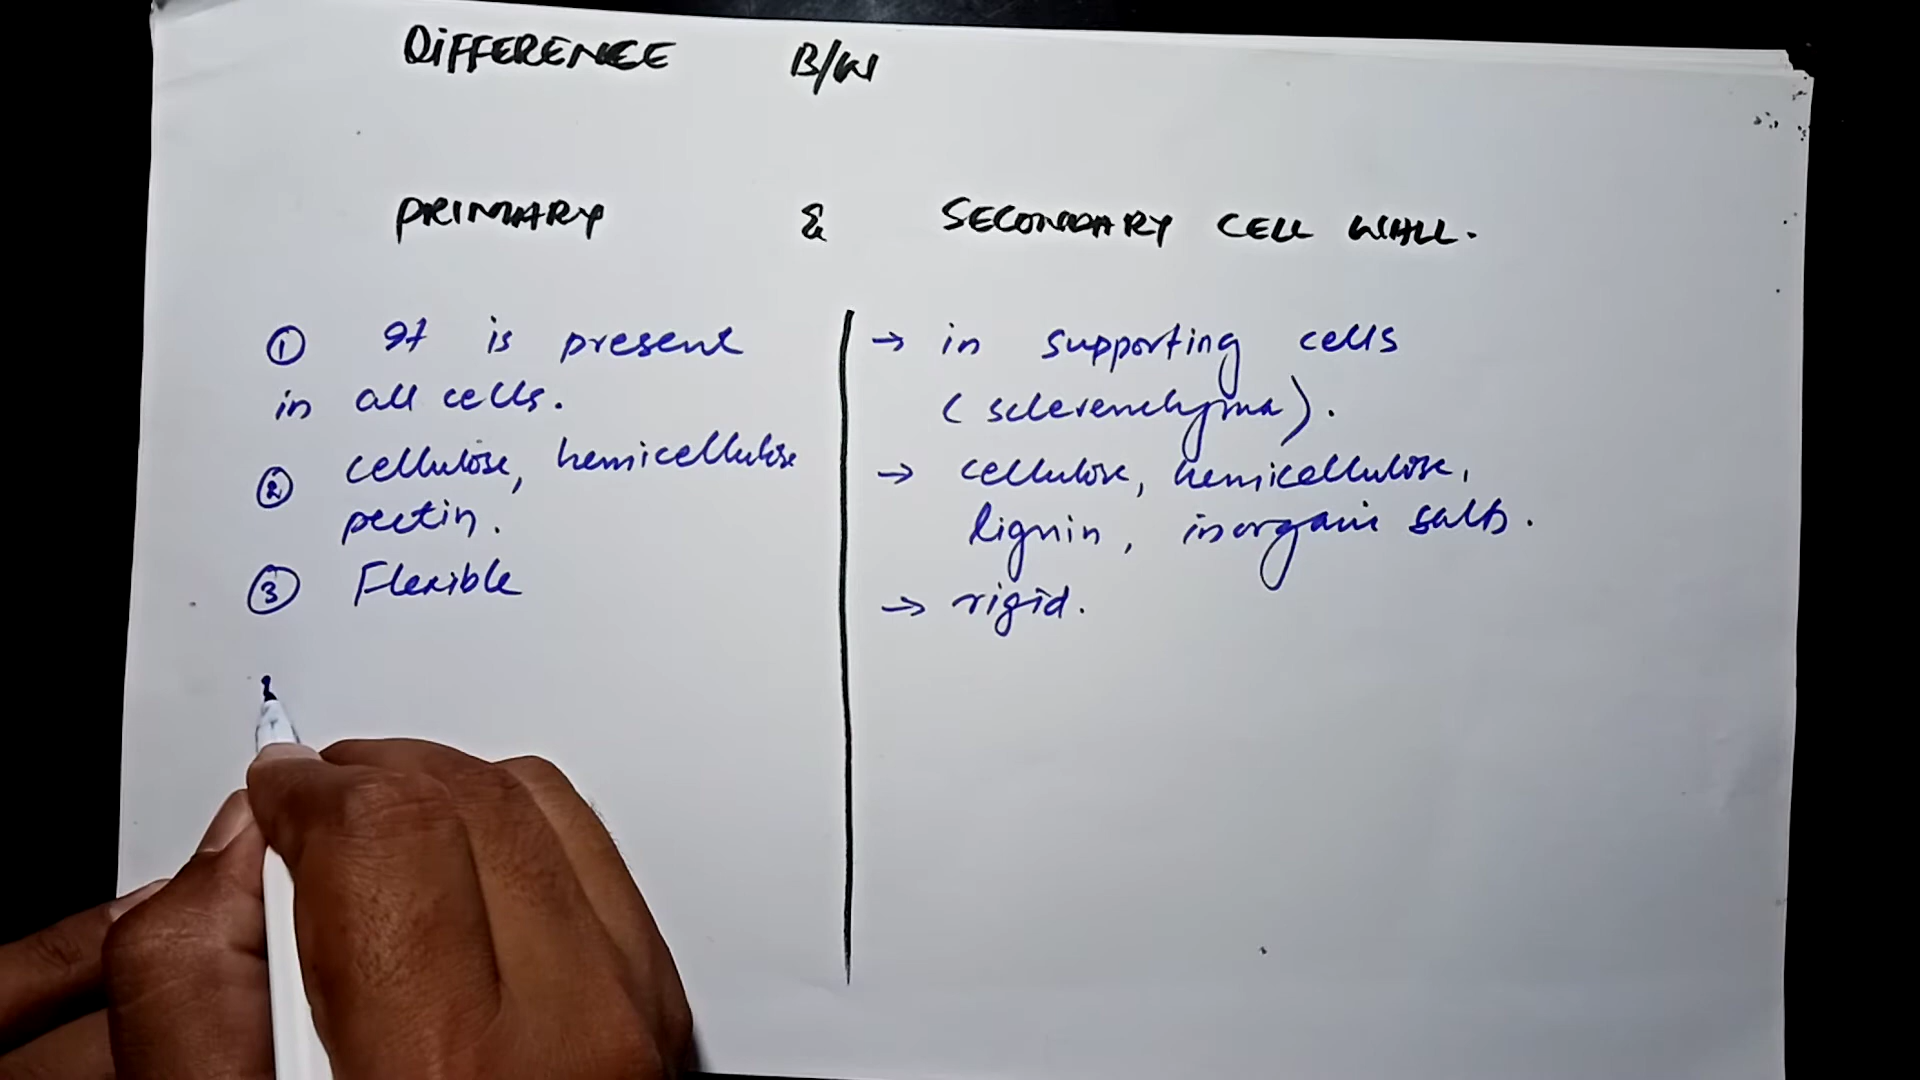 DIFFERENCE B/W
PRIMARY & SECONDARY CELL WALL.
① It is present
in all cells.
② cellulose, hemicellulose
pectin.
③ Flexible
→ in supporting cells
(sclerenchyma).
→ cellulose, hemicellulose,
lignin, inorganic salts.
→ rigid.